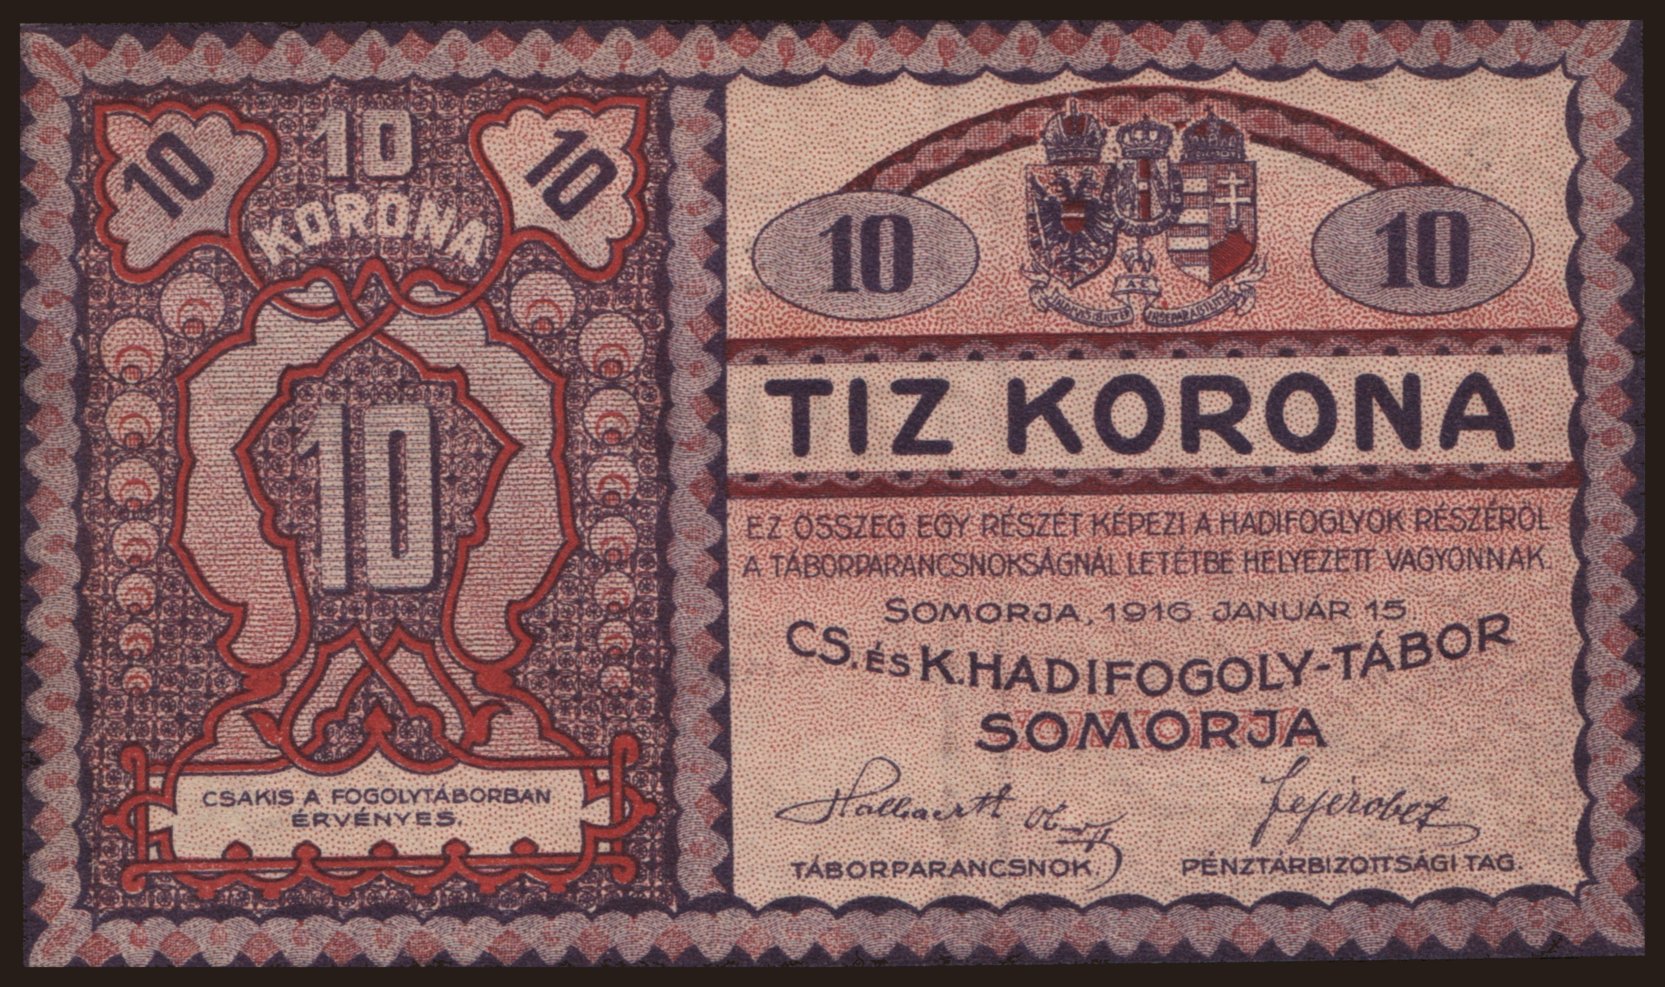 10
10
10
KORONA
10
CSAKIS A FOGOLYTÁBORBAN
ÉRVÉNYES.
10
10
TIZ KORONA
EZ ÖSSZEG EGY RÉSZÉT KÉPEZI A HADIFOGLYOK RÉSZÉRÖL
A TÁBORPARANCSNOKSÁGNÁL LETÉTBE HELYEZETT VAGYONNAK.
SOMORJA, 1916 JANUÁR 15
CS. ÉS K. HADIFOGOLY-TÁBOR
SOMORJA
TÁBORPARANCSNOK.
PÉNZTÁRBIZOTTSÁGI TAG.